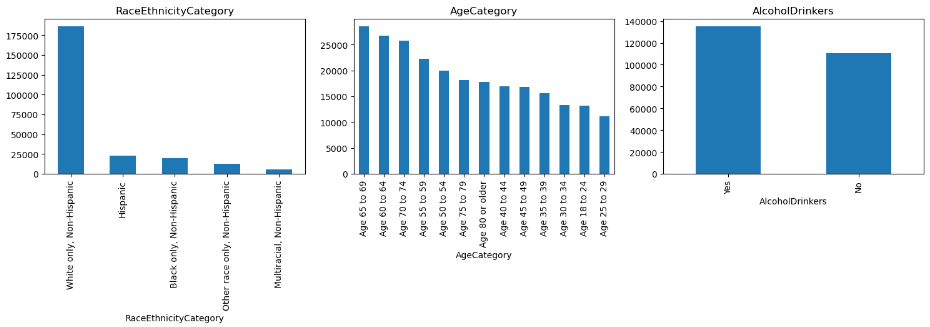 RaceEthnicityCategory
175000
150000
125000
100000
75000
50000
25000
0
White only, Non-Hispanic
Hispanic
Black only, Non-Hispanic
Other race only, Non-Hispanic
Multiracial, Non-Hispanic
RaceEthnicityCategory
AgeCategory
25000
20000
15000
10000
5000
0
Age 65 to 69
Age 60 to 64
Age 70 to 74
Age 55 to 59
Age 50 to 54
Age 75 to 79
Age 80 or older
Age 40 to 44
Age 45 to 49
Age 35 to 39
Age 30 to 34
Age 18 to 24
Age 25 to 29
AgeCategory
AlcoholDrinkers
140000
120000
100000
80000
60000
40000
20000
0
Yes
No
AlcoholDrinkers